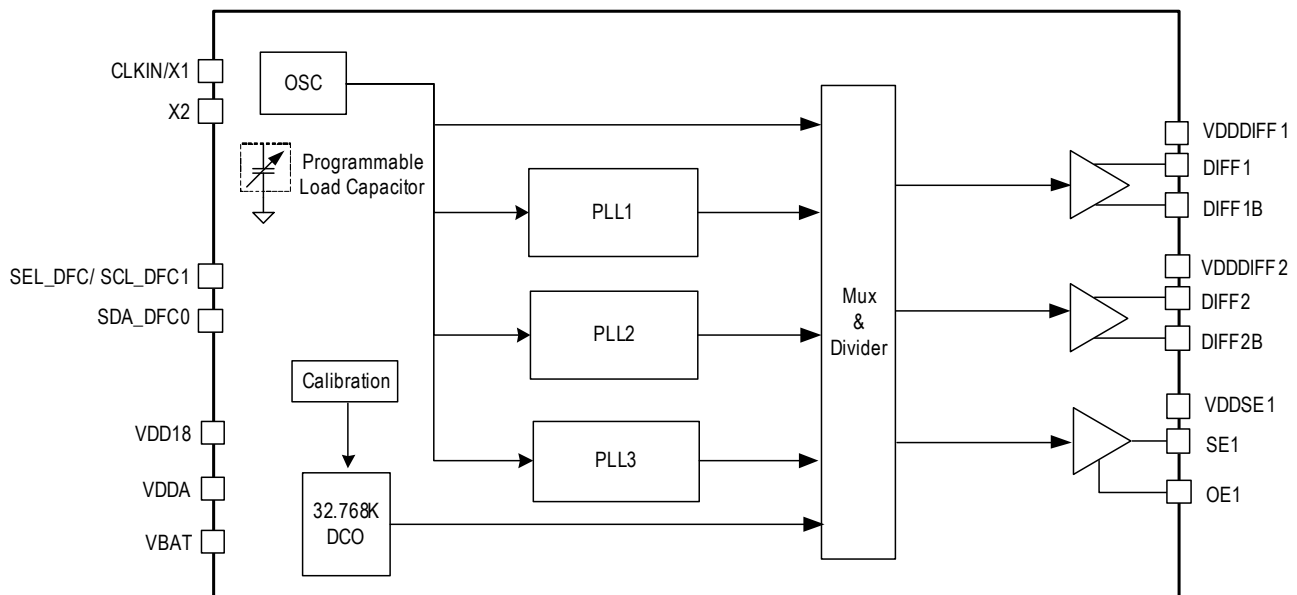 CLKIN/X1
X2
OSC
Programmable
Load Capacitor
SEL_DFC/ SCL_DFC1
SDA_DFC0
VDD18
VDDA
VBAT
Calibration
32.768K
DCO
PLL1
PLL2
PLL3
Mux
&
Divider
VDDDIFF1
DIFF1
DIFF1B
VDDDIFF2
DIFF2
DIFF2B
VDDSE1
SE1
OE1